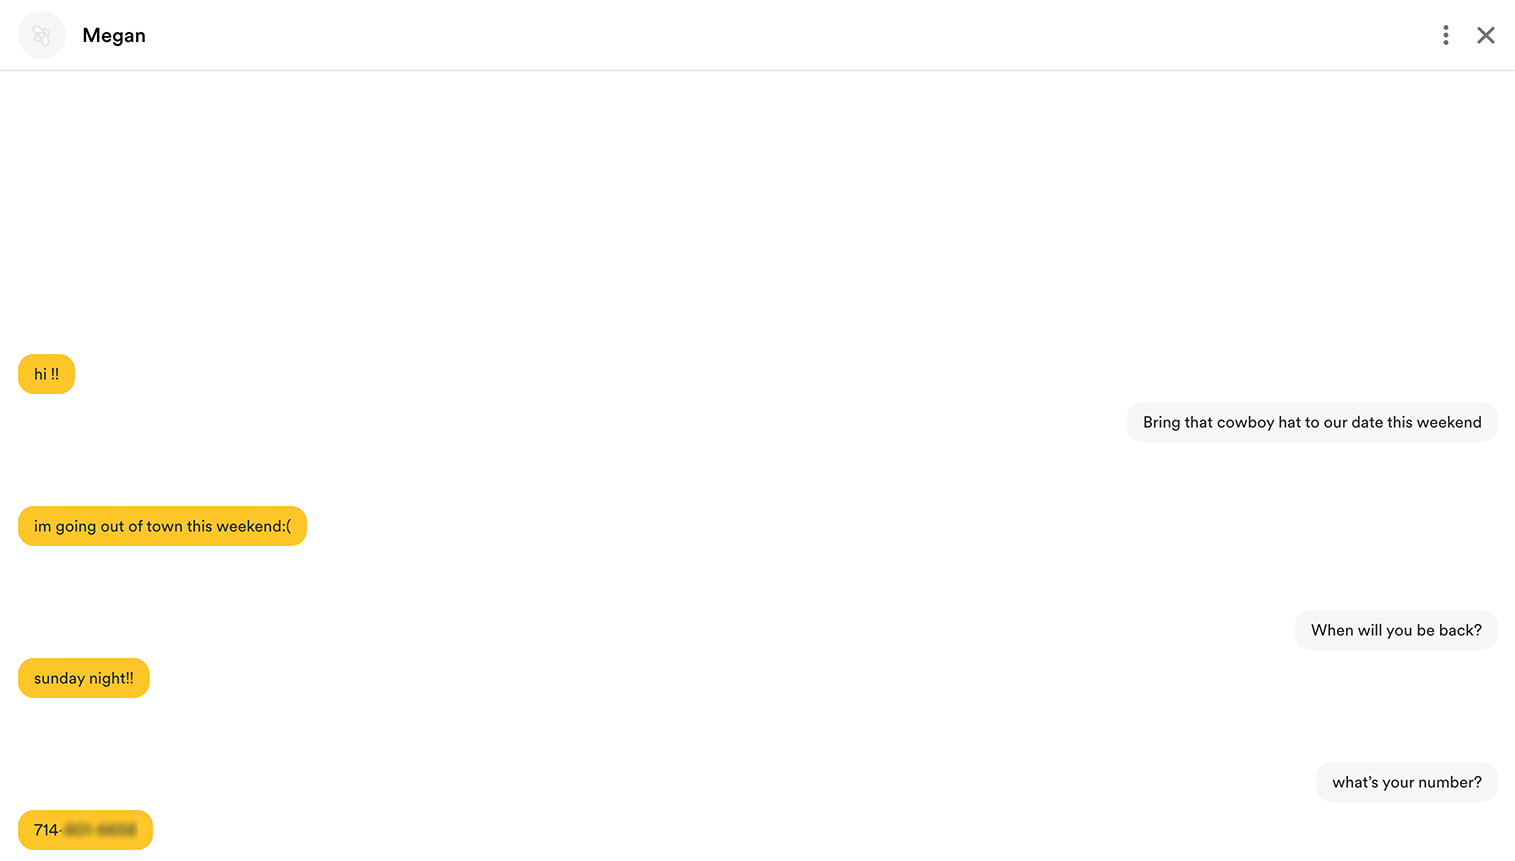 Megan
hi !!
Bring that cowboy hat to our date this weekend
im going out of town this weekend:(
When will you be back?
sunday night!!
what's your number?
714-